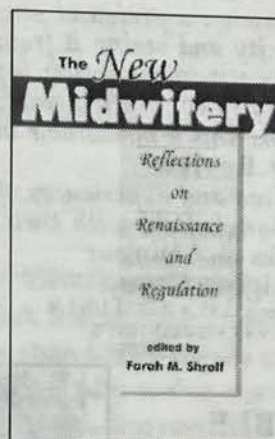 The New
Midwifery
Reflections
on
Renaissance
and
Regulation
edited by
Farah M. Shroff